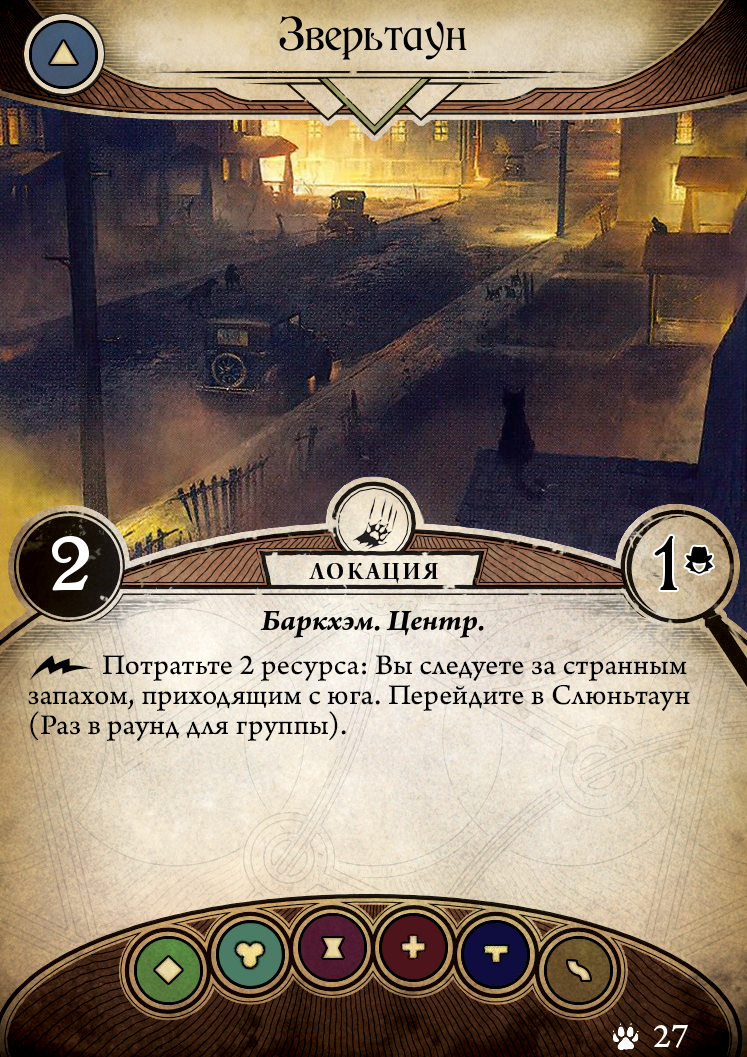 Зверьтаун
2
ЛОКАЦИЯ
1
Баркхэм. Центр.
Потратьте 2 ресурса: Вы следуете за странным
запахом, приходящим с юга. Перейдите в Слюньтаун
(Раз в раунд для группы).
27